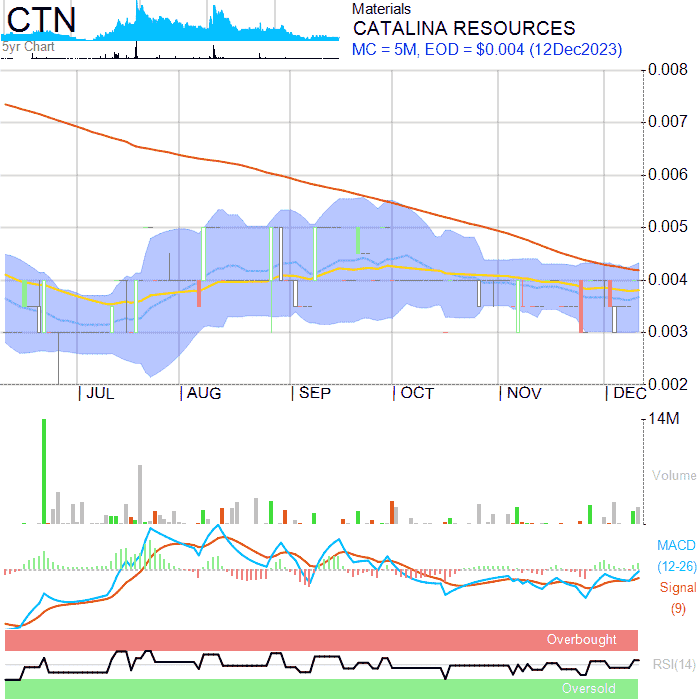 CTN
5yr Chart
Materials
CATALINA RESOURCES
MC = 5M, EOD = $0.004 (12Dec2023)
0.008
0.007
0.006
0.005
0.004
0.003
0.002
JUL AUG SEP OCT NOV DEC
14M
Volume
MACD
(12-26)
Signal
(9)
Overbought
RSI(14)
Oversold